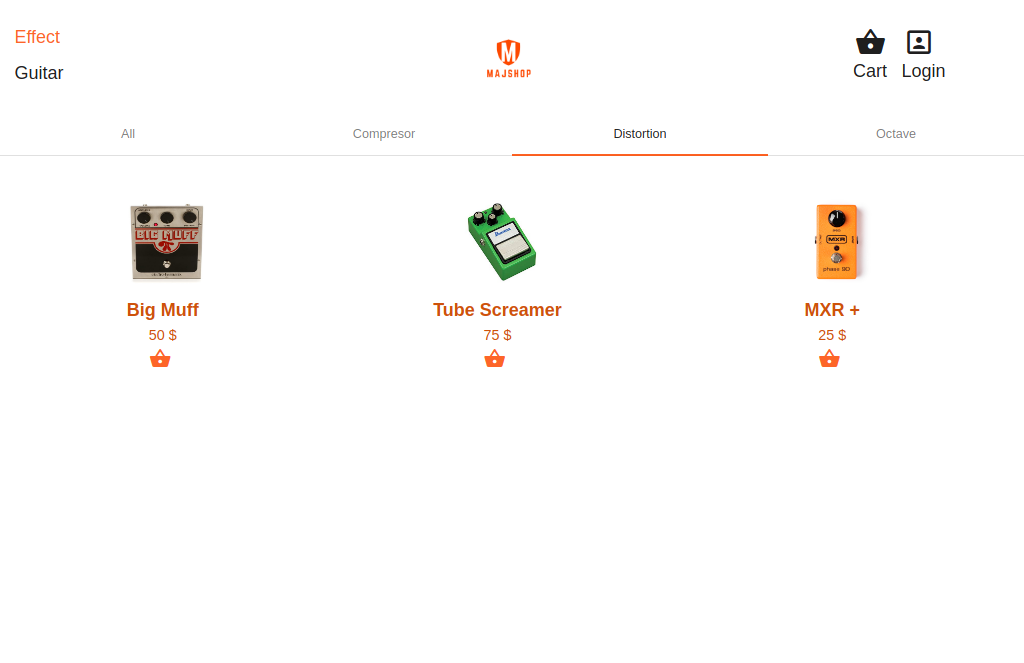 Effect
Guitar
MAJSHOP
Cart Login
All Compresor Distortion Octave
BIG MUFF
MXR
phase 90
Big Muff Tube Screamer MXR +
50 $ 75 $ 25 $